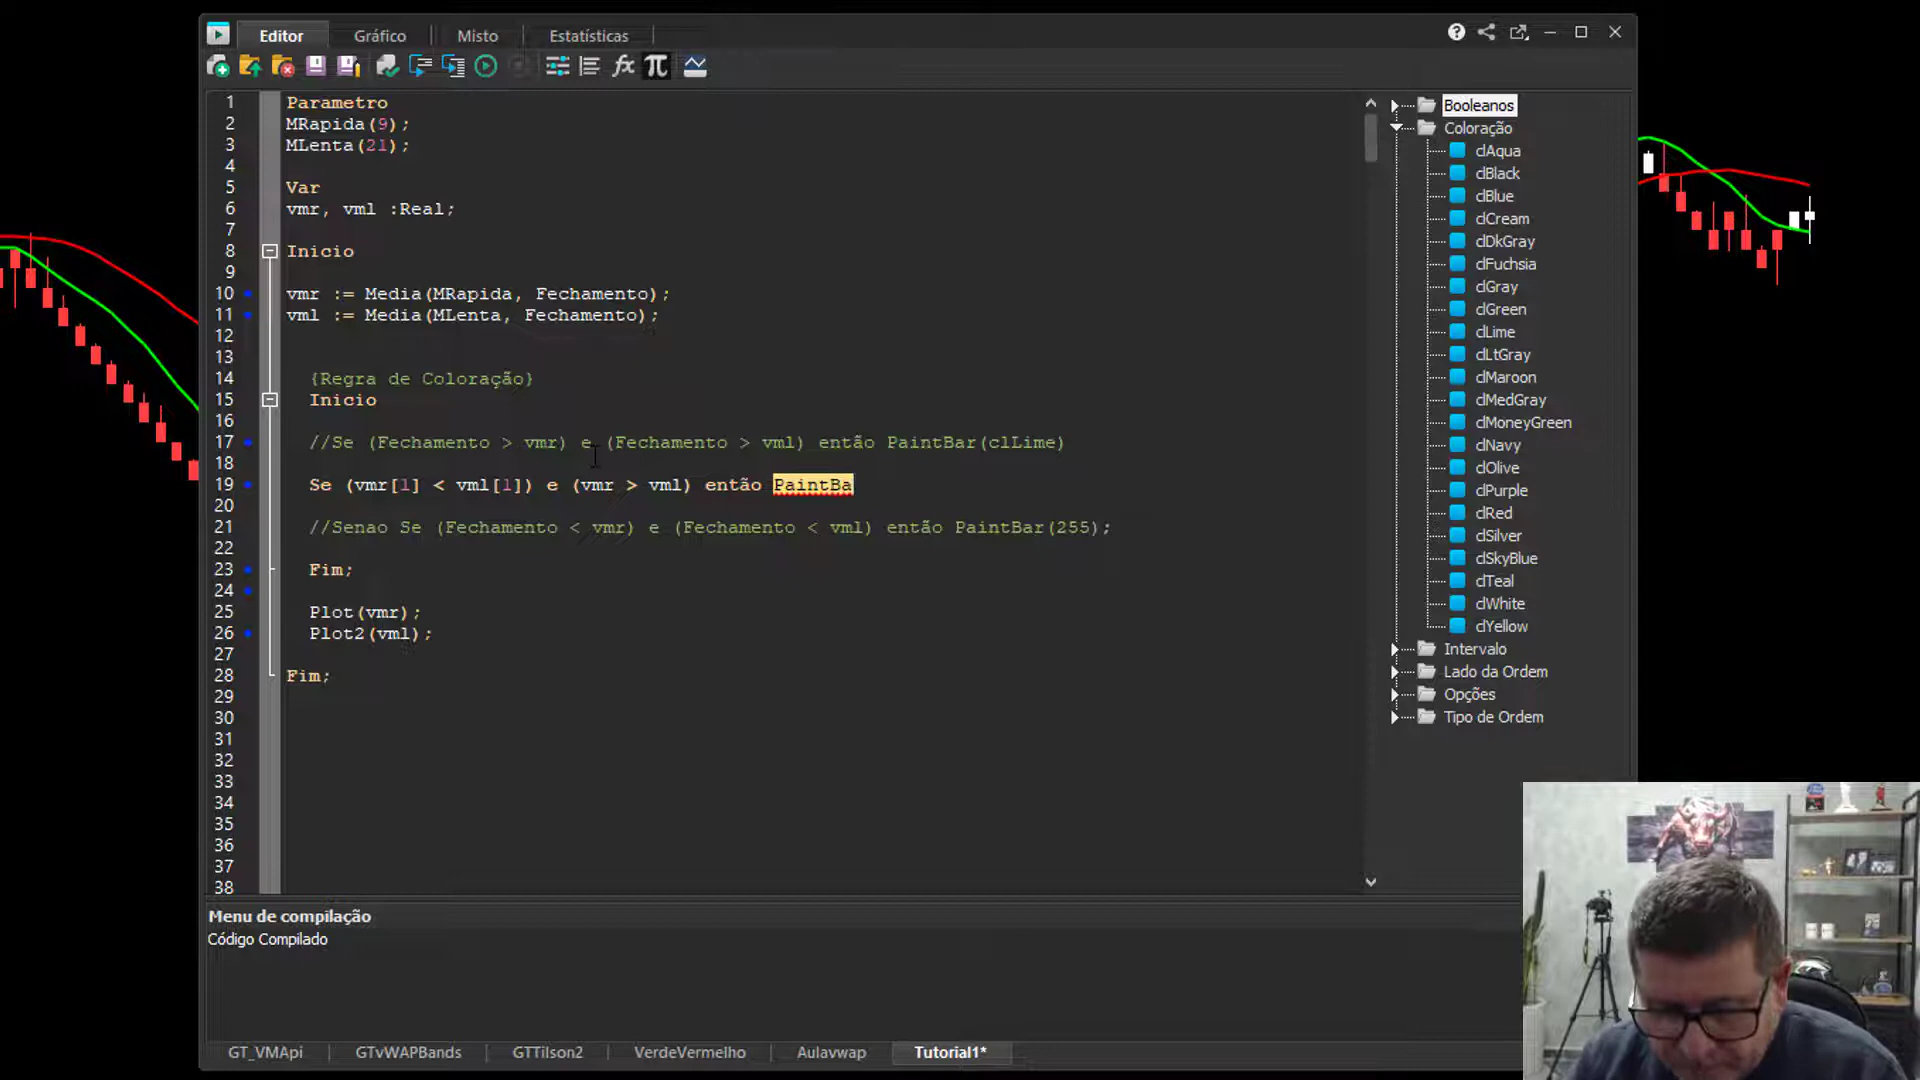 Editor Gráfico Misto Estatísticas
fx π
1 Parametro
2 MRapida(9);
3 MLenta(21);
4
5 Var
6 vmr, vml :Real;
7
8 Inicio
9
10 vmr := Media(MRapida, Fechamento);
11 vml := Media(MLenta, Fechamento);
12
13
14 {Regra de Coloração}
15 Inicio
16
17 //Se (Fechamento > vmr) e (Fechamento > vml) então PaintBar(clLime)
18
19 Se (vmr[1] < vml[1]) e (vmr > vml) então PaintBa
20
21 //Senao Se (Fechamento < vmr) e (Fechamento < vml) então PaintBar(255);
22
23 Fim;
24
25 Plot(vmr);
26 Plot2(vml);
27
28 Fim;
29
30
31
32
33
34
35
36
37
38
Booleanos
Coloração
clAqua
clBlack
clBlue
clCream
clDkGray
clFuchsia
clGray
clGreen
clLime
clLtGray
clMaroon
clMedGray
clMoneyGreen
clNavy
clOlive
clPurple
clRed
clSilver
clSkyBlue
clTeal
clWhite
clYellow
Intervalo
Lado da Ordem
Opções
Tipo de Ordem
Menu de compilação
Código Compilado
GT_VMApi GTvWAPBands GTTilson2 VerdeVermelho Aulavwap Tutorial1*